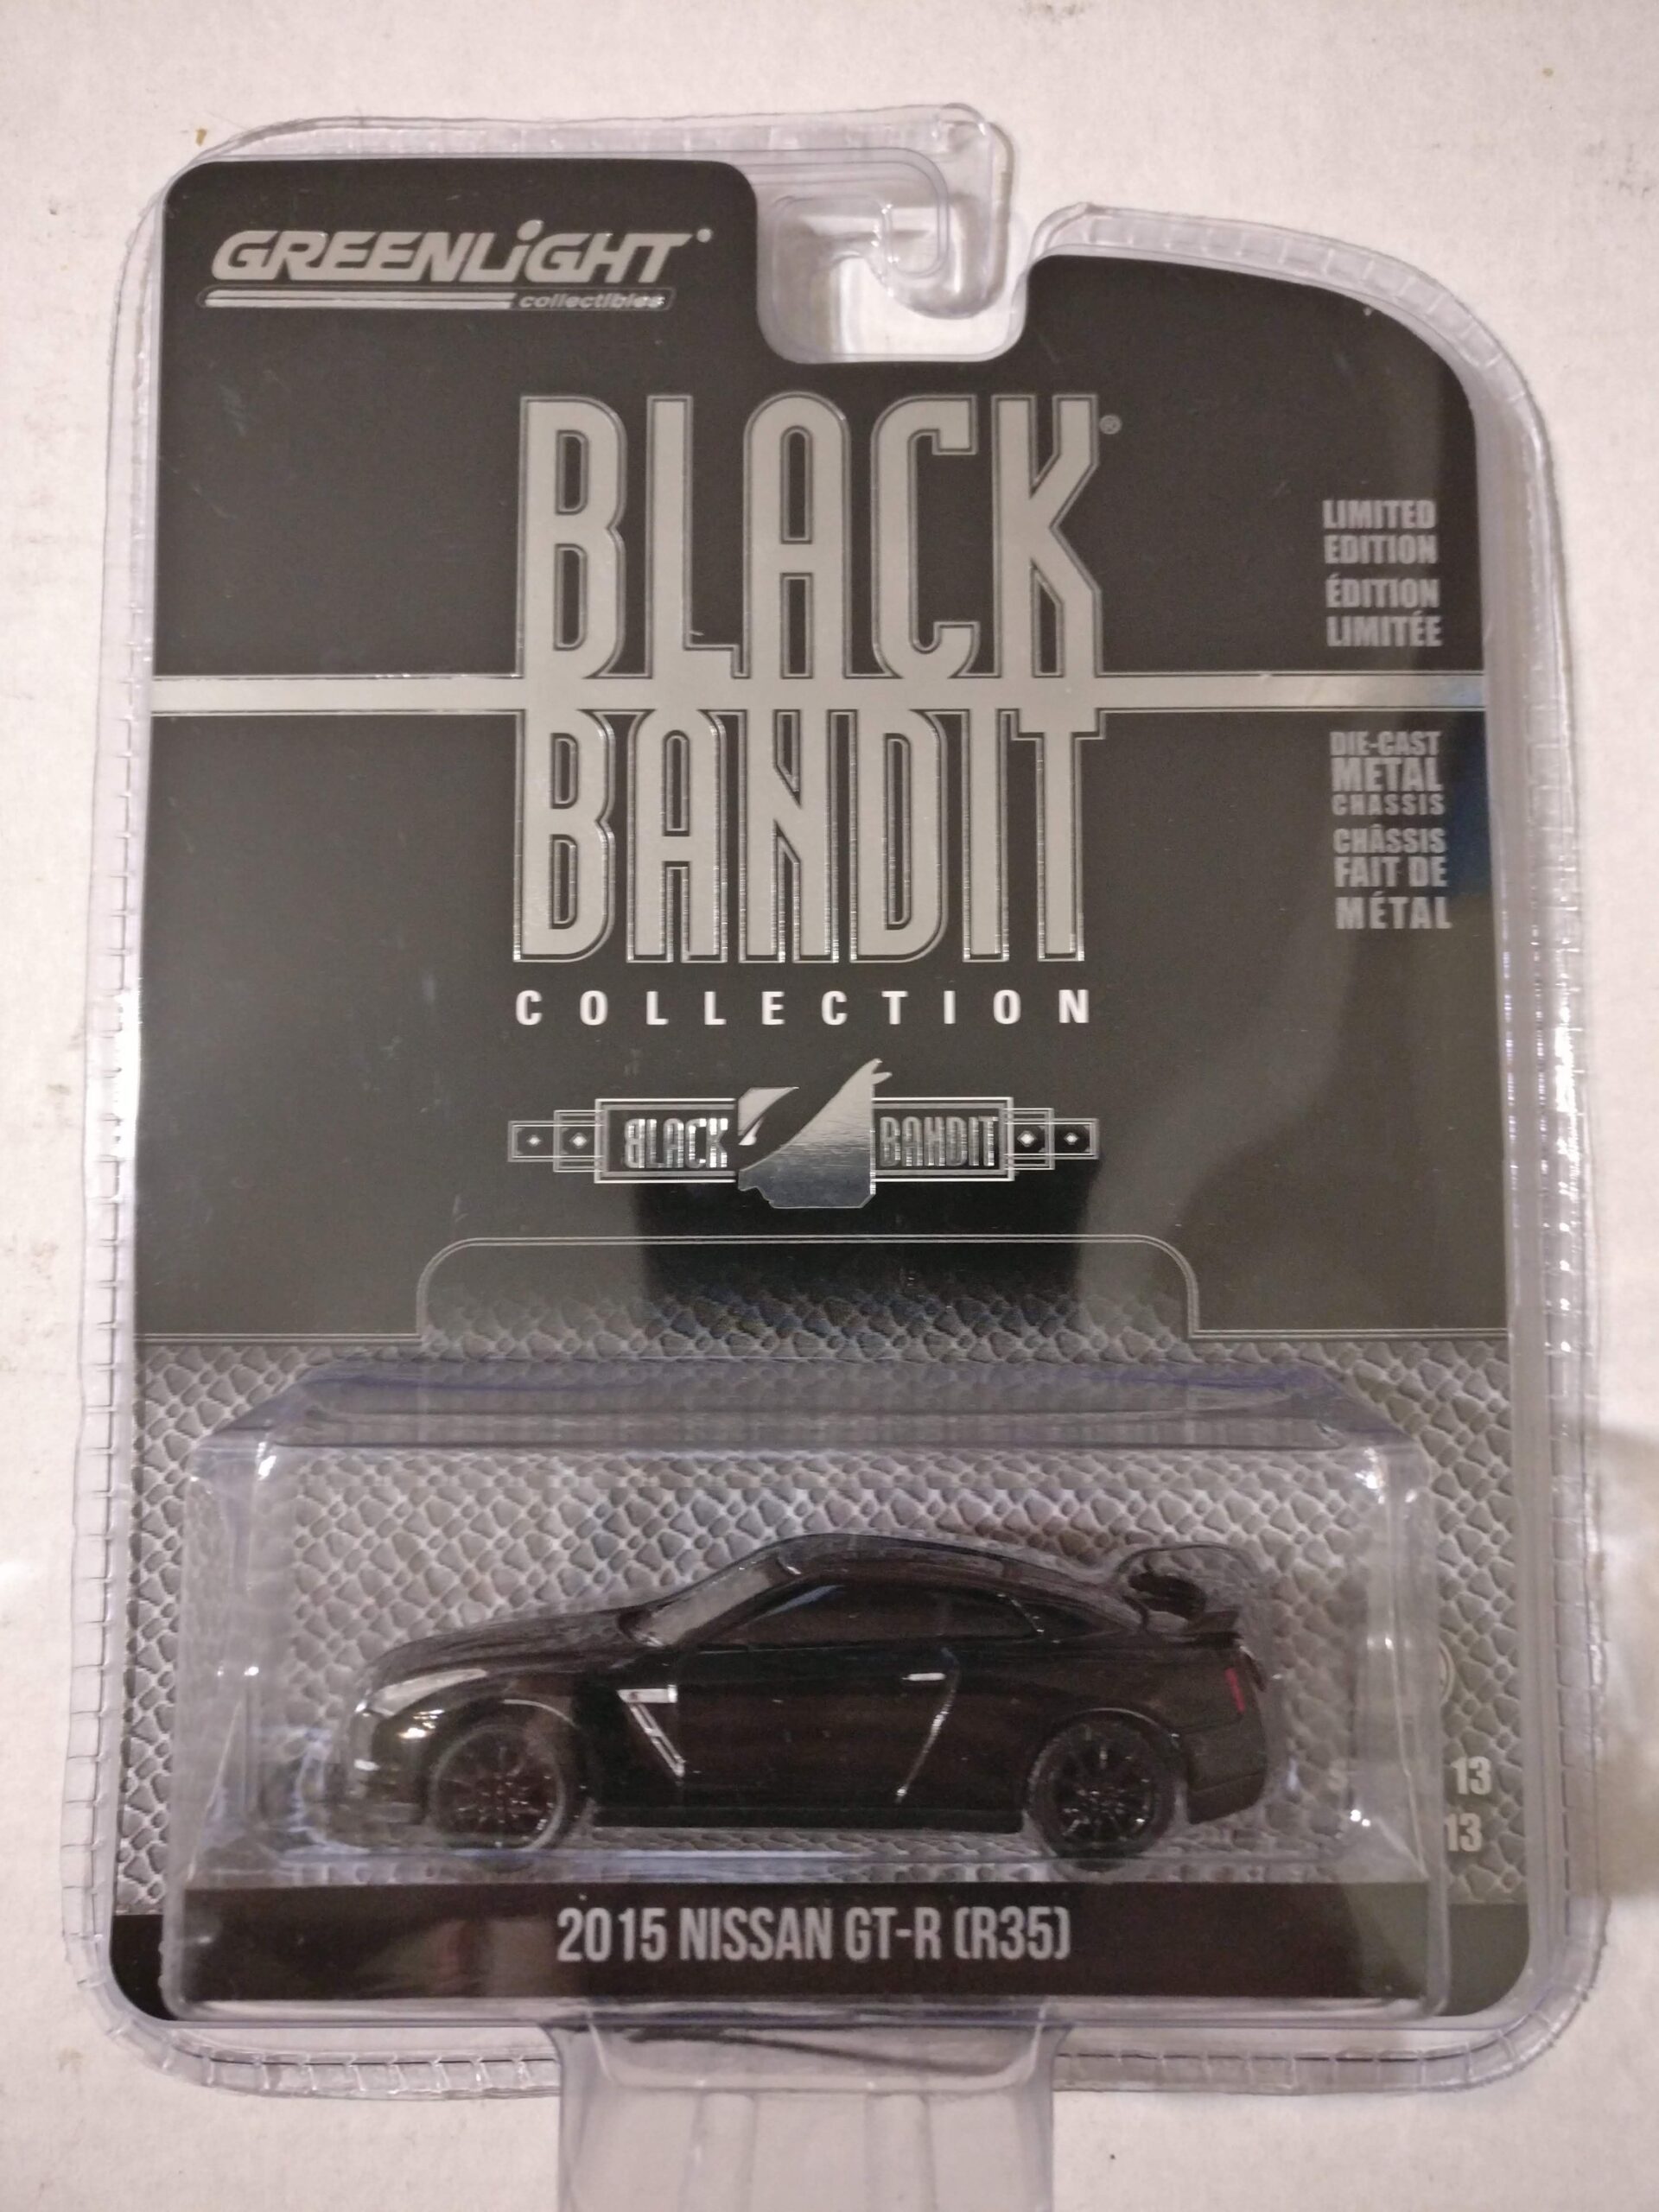 GREENLiGHT
collectibles
BLACK®
BANDIT
COLLECTION
LIMITED
EDITION
ÉDITION
LIMITÉE
DIE-CAST
METAL
CHASSIS
CHÂSSIS
FAIT DE
MÉTAL
BLACK BANDIT
13
13
2015 NISSAN GT-R (R35)